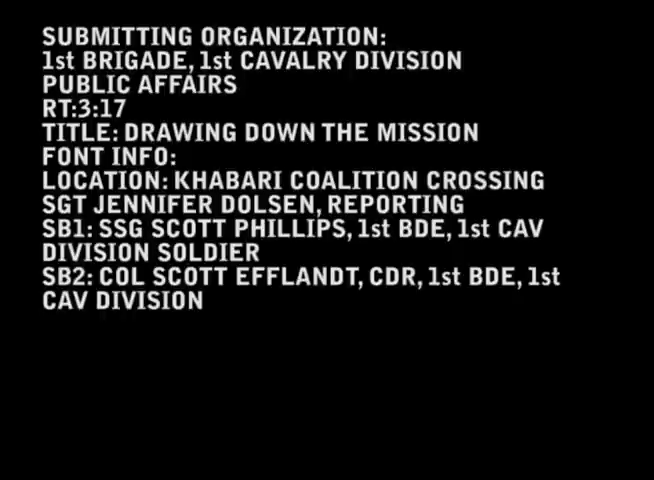 SUBMITTING ORGANIZATION:
1st BRIGADE, 1st CAVALRY DIVISION
PUBLIC AFFAIRS
RT:3:17
TITLE: DRAWING DOWN THE MISSION
FONT INFO:
LOCATION: KHABARI COALITION CROSSING
SGT JENNIFER DOLSEN, REPORTING
SB1: SSG SCOTT PHILLIPS, 1st BDE, 1st CAV
DIVISION SOLDIER
SB2: COL SCOTT EFFLANDT, CDR, 1st BDE, 1st
CAV DIVISION